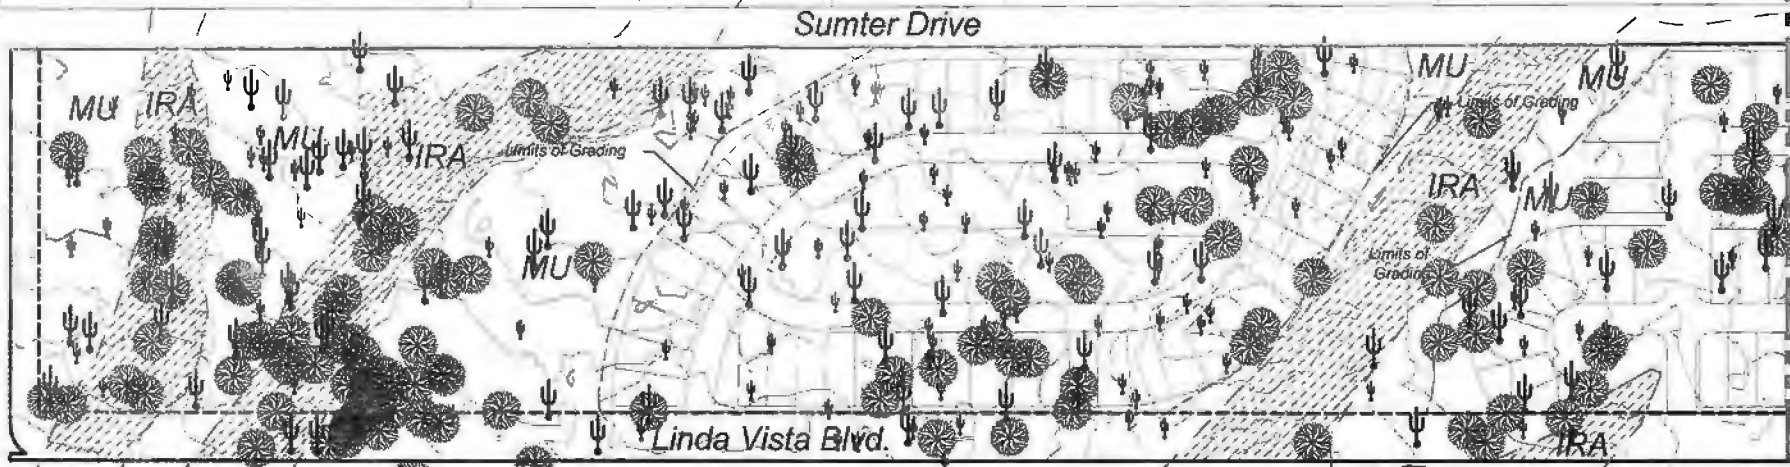 Sumter Drive
MU
IRA
MU
IRA
Limits of Grading
MU
MU
MU
Limits of Grading
IRA
MU
Limits of
Grading
Linda Vista Blvd.
IRA